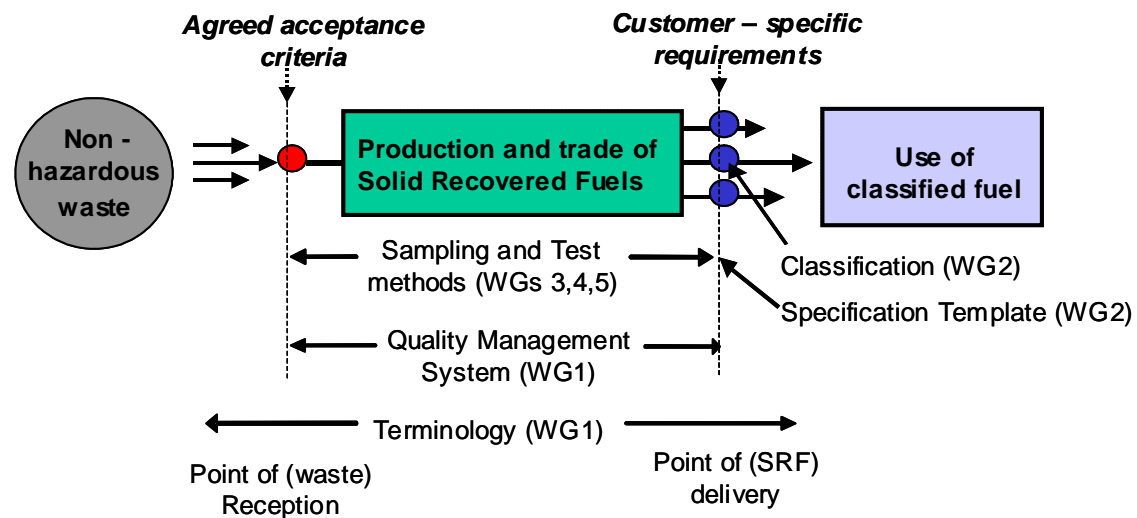 Agreed acceptance
criteria
Customer – specific
requirements
Non -
hazardous
waste
Production and trade of
Solid Recovered Fuels
Use of
classified fuel
Sampling and Test
methods (WGs 3,4,5)
Classification (WG2)
Specification Template (WG2)
Quality Management
System (WG1)
Terminology (WG1)
Point of (waste)
Reception
Point of (SRF)
delivery